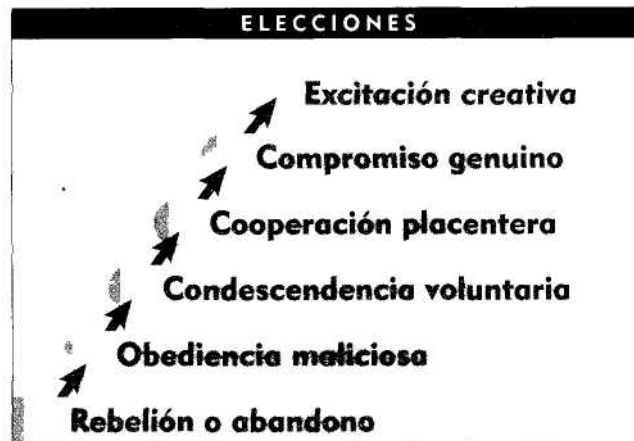 ELECCIONES
Excitación creativa
Compromiso genuino
Cooperación placentera
Condescendencia voluntaria
Obediencia maliciosa
Rebelión o abandono